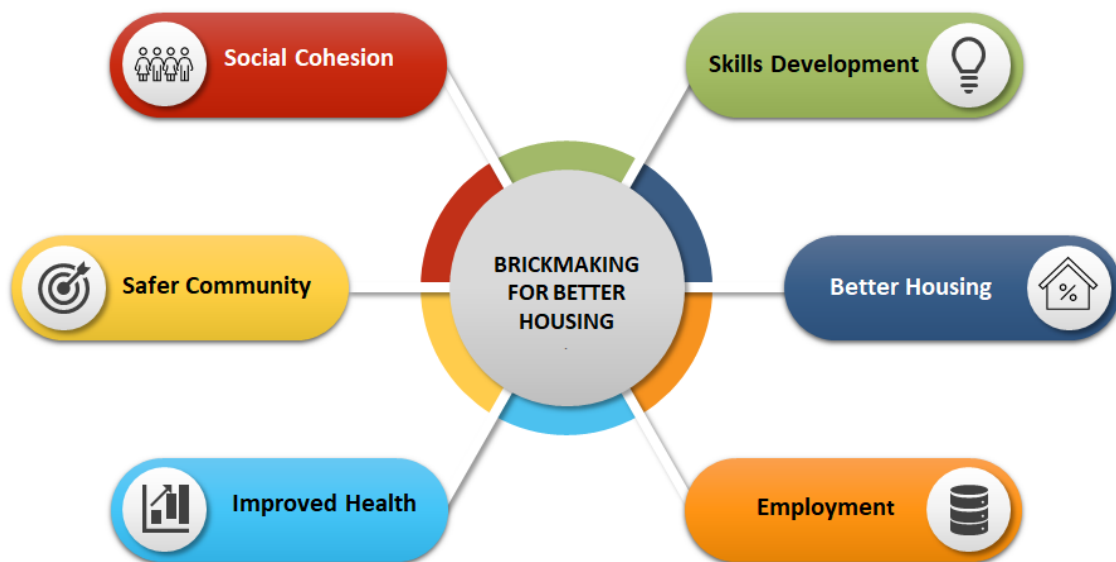 Social Cohesion
Skills Development
Safer Community
BRICKMAKING
FOR BETTER
HOUSING
Better Housing
%
Improved Health
Employment